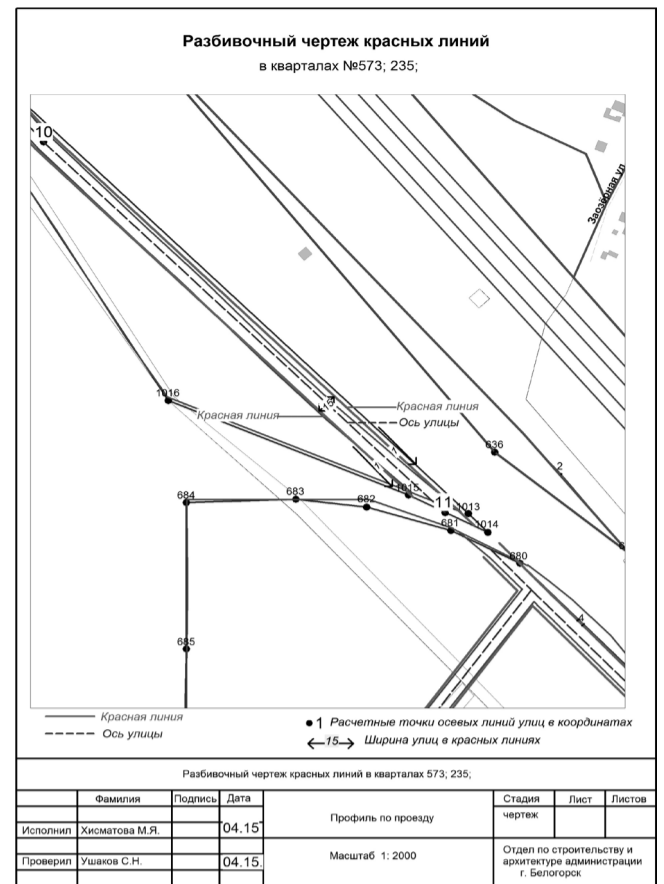 Разбивочный чертеж красных линий
в кварталах №573; 235;
10
Заозёрная ул
1016
15
Красная линия
Красная линия
Ось улицы
636
2
1015
684
683
682
11
1013
681
1014
680
4
685
Красная линия
1 Расчетные точки осевых линий улиц в координатах
Ось улицы
15 Ширина улиц в красных линиях
Разбивочный чертеж красных линий в кварталах 573; 235;
Фамилия Подпись Дата
Стадия Лист Листов
чертеж
Профиль по проезду
Исполнил Хисматова М.Я. 04.15
Масштаб 1: 2000
Отдел по строительству и
архитектуре администрации
г. Белогорск
Проверил Ушаков С.Н. 04.15.